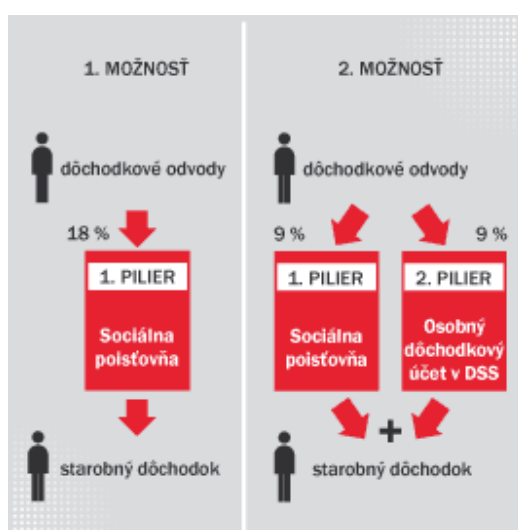 1. MOŽNOSŤ
dôchodkové odvody
18 %
1. PILIER
Sociálna
poisťovňa
starobný dôchodok
2. MOŽNOSŤ
dôchodkové odvody
9 %
9 %
1. PILIER
Sociálna
poisťovňa
2. PILIER
Osobný
dôchodkový
účet v DSS
+
starobný dôchodok